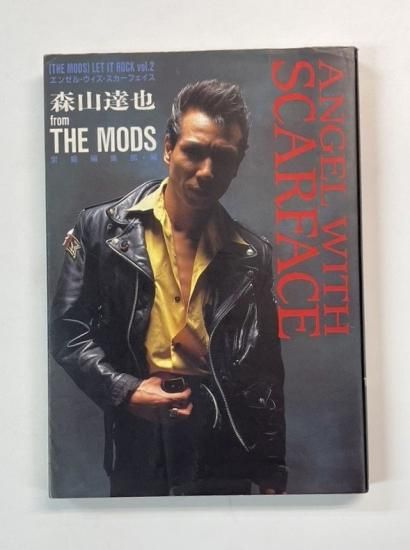 [THE MODS] LET IT ROCK vol.2
エンゼル・ウィズ・スカーフェイス
森山達也
from
THE MODS
ANGEL WITH
SCARFACE